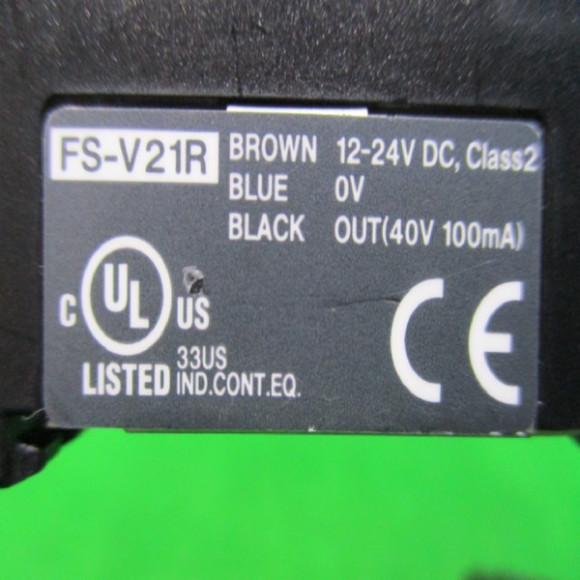 FS-V21R
BROWN 12-24V DC, Class2
BLUE 0V
BLACK OUT(40V 100mA)
C UL US
LISTED
33US
IND.CONT.EQ.
CE